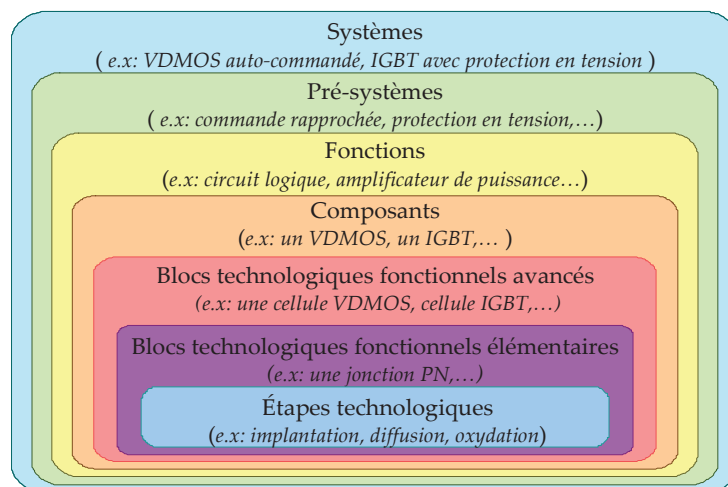 Systèmes
( e.x: VDMOS auto-commandé, IGBT avec protection en tension )
Pré-systèmes
( e.x: commande rapprochée, protection en tension,...)
Fonctions
(e.x: circuit logique, amplificateur de puissance...)
Composants
(e.x: un VDMOS, un IGBT,... )
Blocs technologiques fonctionnels avancés
(e.x: une cellule VDMOS, cellule IGBT,...)
Blocs technologiques fonctionnels élémentaires
(e.x: une jonction PN,...)
Étapes technologiques
(e.x: implantation, diffusion, oxydation)